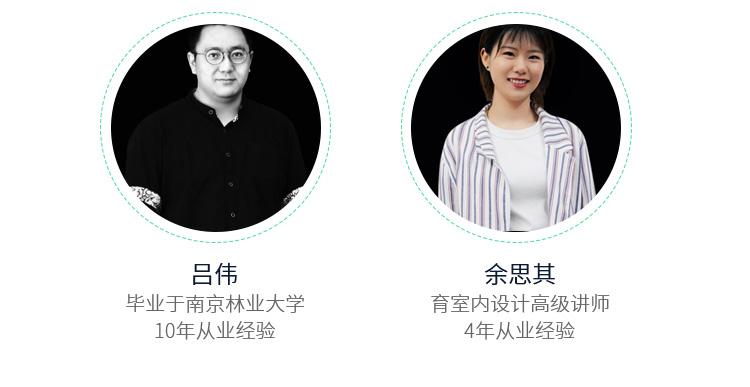 吕伟
毕业于南京林业大学
10年从业经验
余思其
育室内设计高级讲师
4年从业经验